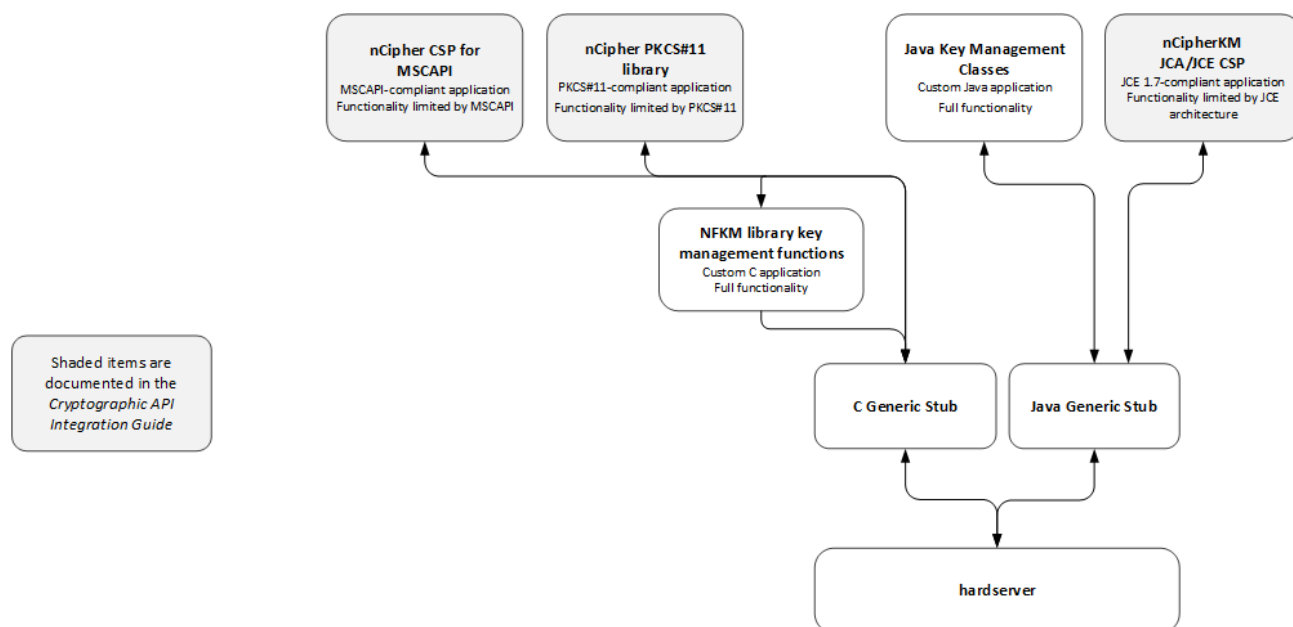 nCipher CSP for
MSCAPI
MSCAPI-compliant application
Functionality limited by MSCAPI
nCipher PKCS#11
library
PKCS#11-compliant application
Functionality limited by PKCS#11
Java Key Management
Classes
Custom Java application
Full functionality
nCipherKM
JCA/JCE CSP
JCE 1.7-compliant application
Functionality limited by JCE
architecture
NFKM library key
management functions
Custom C application
Full functionality
Shaded items are
documented in the
Cryptographic API
Integration Guide
C Generic Stub
Java Generic Stub
hardserver